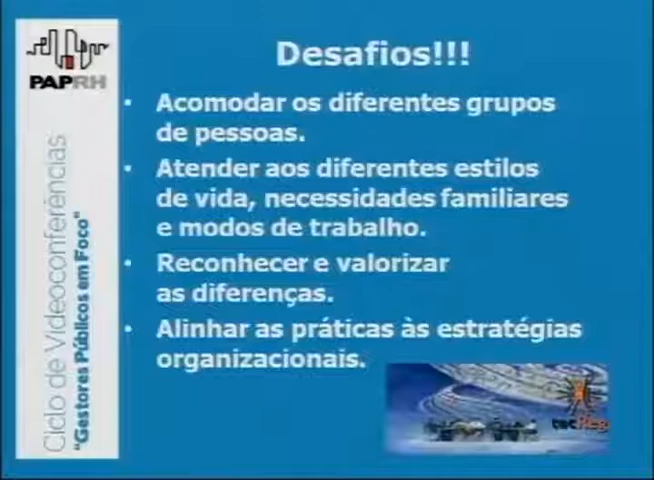 PAPRH
Ciclo de Videoconferências
"Gestores Públicos em Foco"
Desafios!!!
• Acomodar os diferentes grupos
de pessoas.
• Atender aos diferentes estilos
de vida, necessidades familiares
e modos de trabalho.
• Reconhecer e valorizar
as diferenças.
• Alinhar as práticas às estratégias
organizacionais.